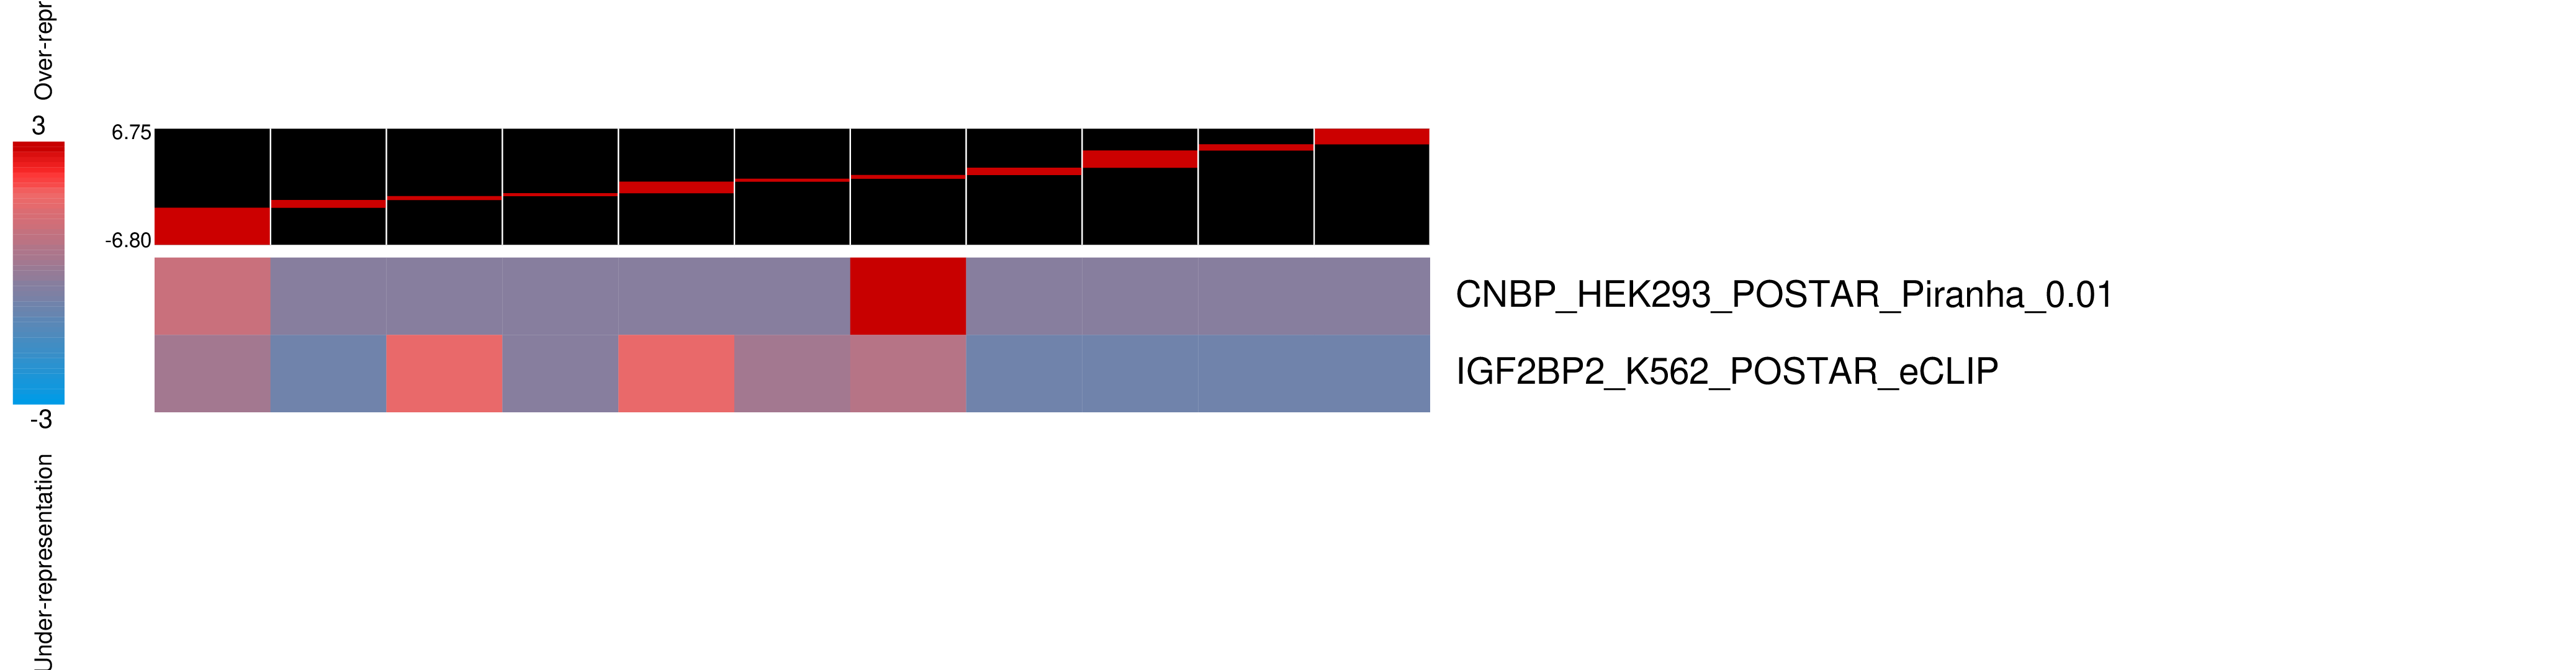 Over-repr
3
6.75
-6.80
CNBP_HEK293_POSTAR_Piranha_0.01
IGF2BP2_K562_POSTAR_eCLIP
-3
Under-representation